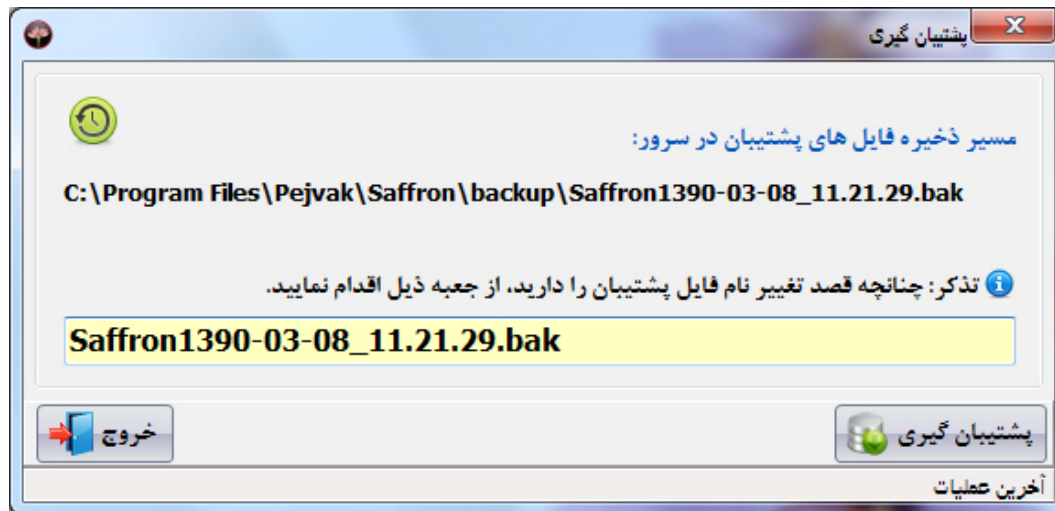 پشتیبان گیری
مسیر ذخیره فایل های پشتیبان در سرور:
C:\Program Files\Pejvak\Saffron\backup\Saffron1390-03-08_11.21.29.bak
تذکر: چنانچه قصد تغییر نام فایل پشتیبان را دارید، از جعبه ذیل اقدام نمایید.
Saffron1390-03-08_11.21.29.bak
پشتیبان گیری
خروج
آخرین عملیات